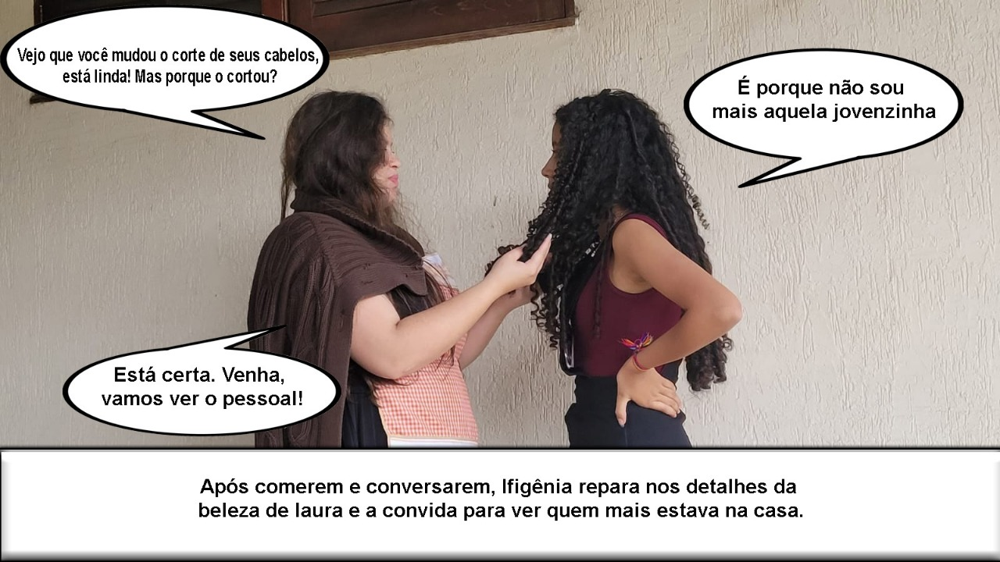 Vejo que você mudou o corte de seus cabelos,
está linda! Mas porque o cortou?
É porque não sou
mais aquela jovenzinha
Está certa. Venha,
vamos ver o pessoal!
Após comerem e conversarem, Ifigênia repara nos detalhes da
beleza de laura e a convida para ver quem mais estava na casa.